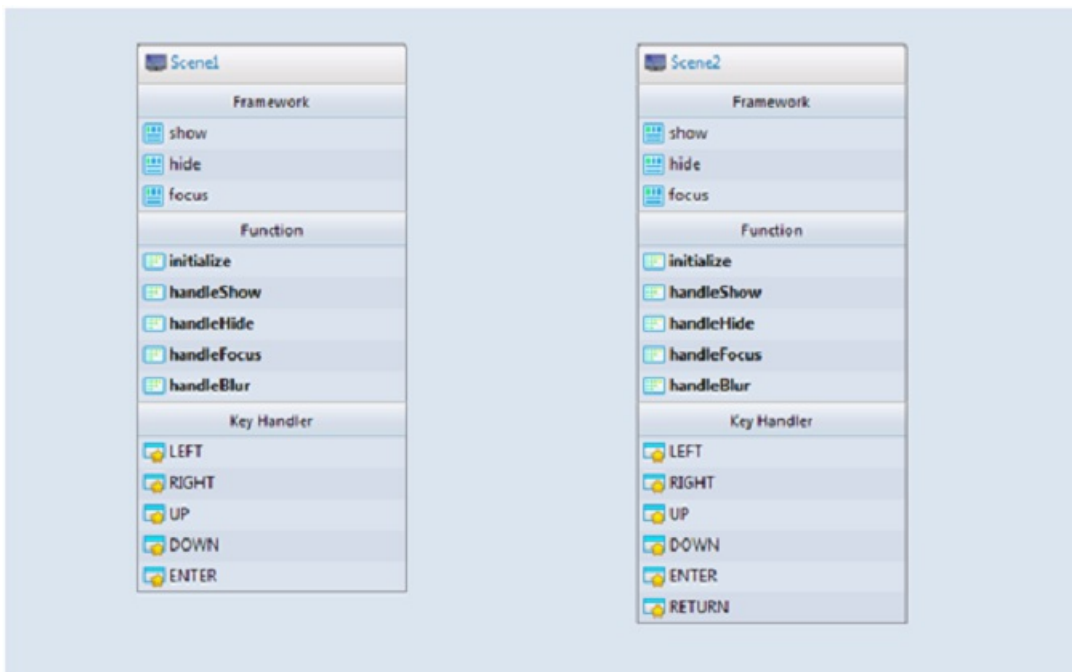 Scene1
Framework
show
hide
focus
Function
initialize
handleShow
handleHide
handleFocus
handleBlur
Key Handler
LEFT
RIGHT
UP
DOWN
ENTER
Scene2
Framework
show
hide
focus
Function
initialize
handleShow
handleHide
handleFocus
handleBlur
Key Handler
LEFT
RIGHT
UP
DOWN
ENTER
RETURN